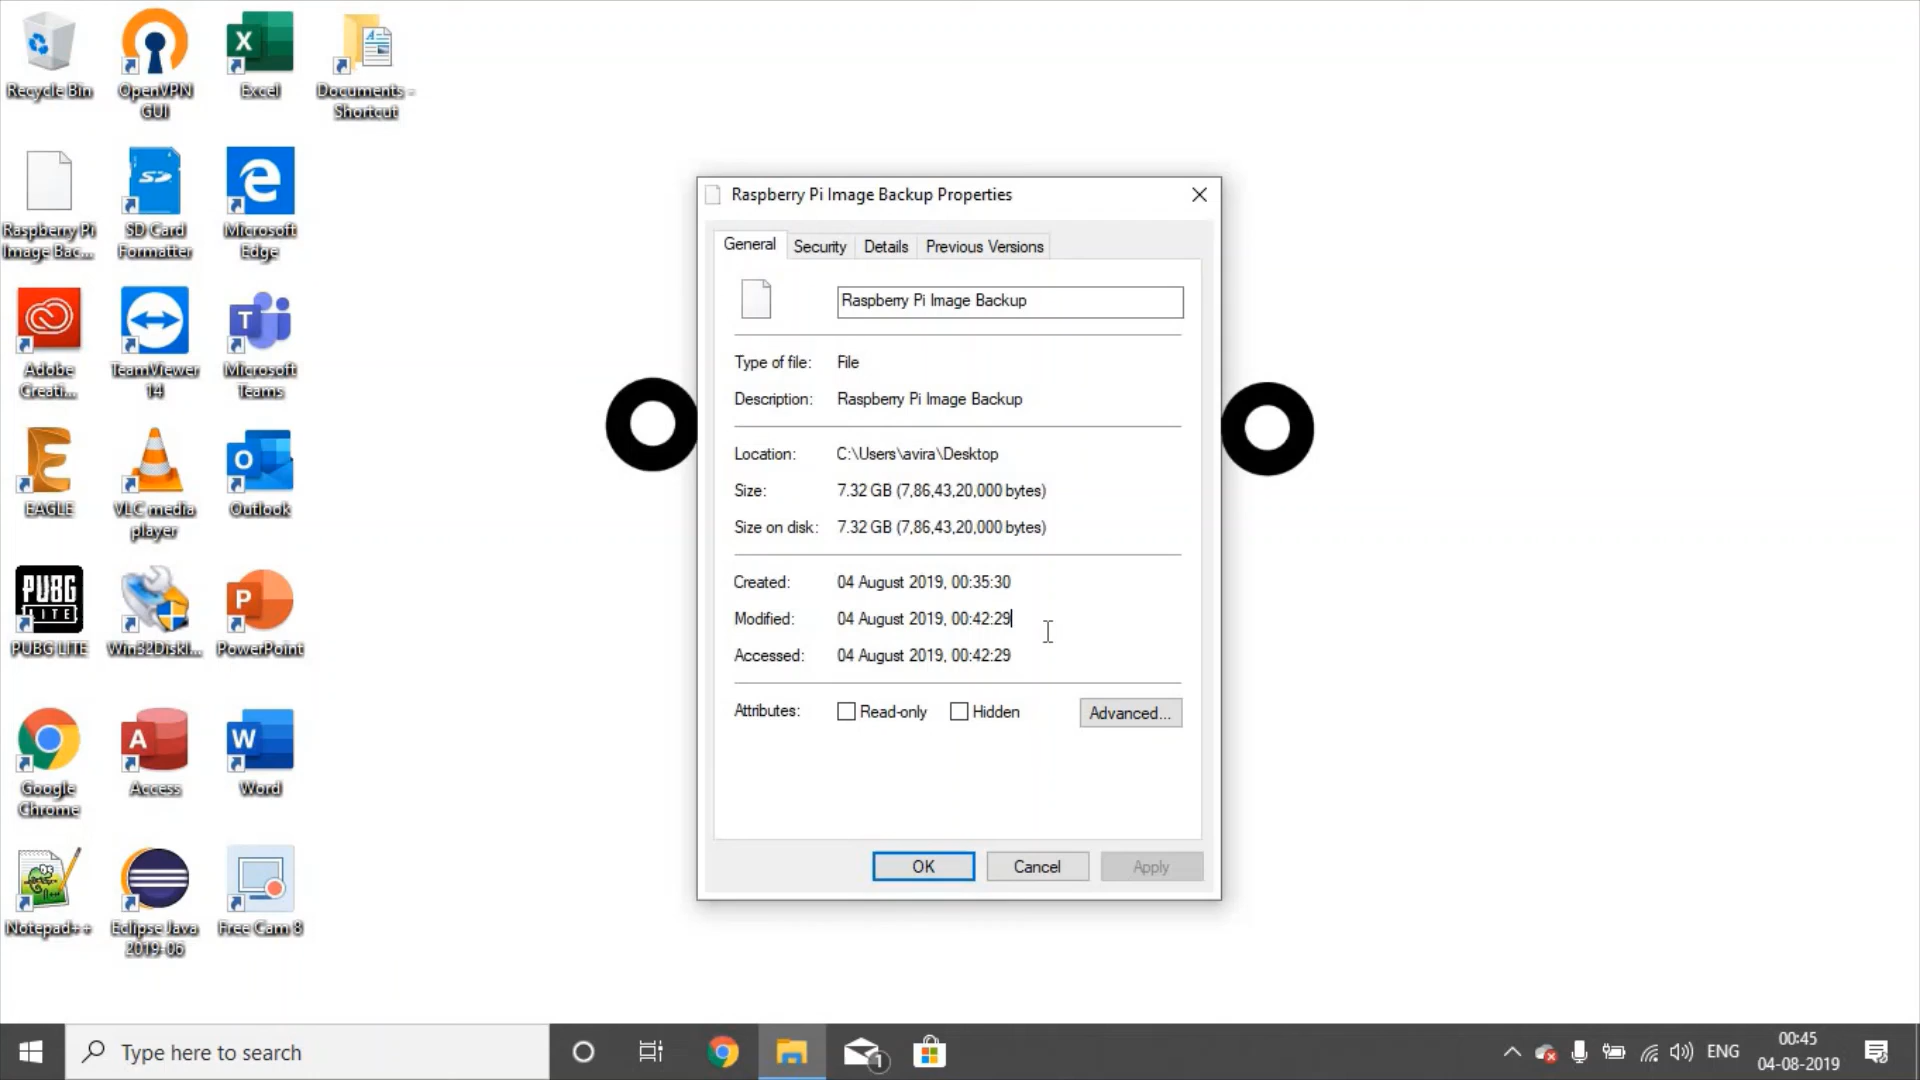 Recycle Bin
OpenVPN
GUI
Excel
Documents -
Shortcut
Raspberry Pi
Image Bac...
SD Card
Formatter
Microsoft
Edge
Adobe
Creati...
TeamViewer
14
Microsoft
Teams
EAGLE
VLC media
player
Outlook
PUBG LITE
Win32DiskI...
PowerPoint
Google
Chrome
Access
Word
Notepad++
Eclipse Java
2019-06
Free Cam 8
Raspberry Pi Image Backup Properties
General
Security
Details
Previous Versions
Raspberry Pi Image Backup
Type of file: File
Description: Raspberry Pi Image Backup
Location: C:\Users\avira\Desktop
Size: 7.32 GB (7,86,43,20,000 bytes)
Size on disk: 7.32 GB (7,86,43,20,000 bytes)
Created: 04 August 2019, 00:35:30
Modified: 04 August 2019, 00:42:29
Accessed: 04 August 2019, 00:42:29
Attributes: Read-only Hidden Advanced...
OK Cancel Apply
Type here to search
1
ENG
00:45
04-08-2019